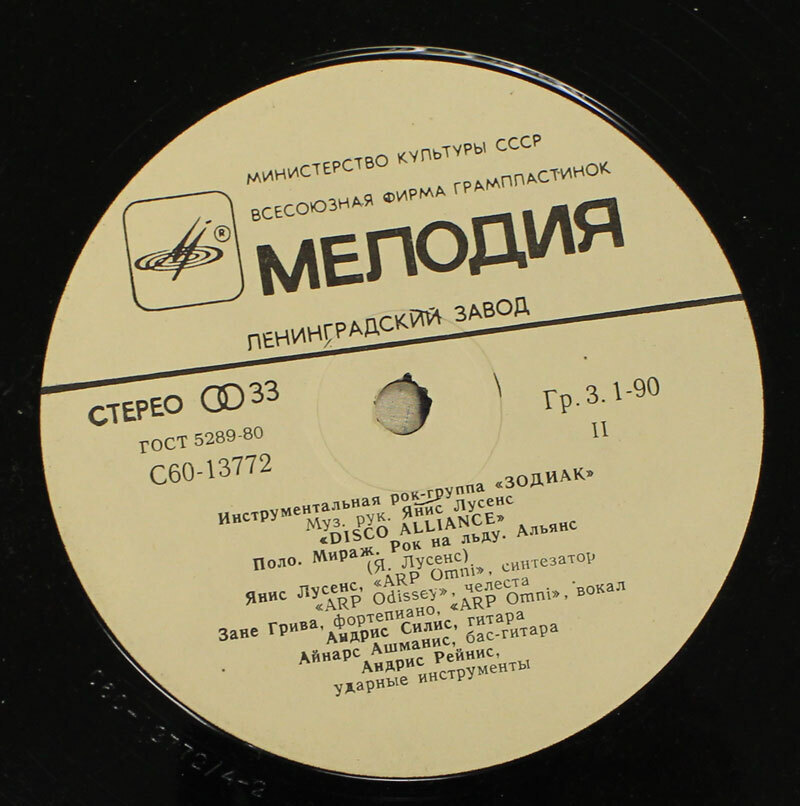 МИНИСТЕРСТВО КУЛЬТУРЫ СССР
ВСЕСОЮЗНАЯ ФИРМА ГРАМПЛАСТИНОК
®
МЕЛОДИЯ
ЛЕНИНГРАДСКИЙ ЗАВОД
СТЕРЕО 33
ГОСТ 5289-80
С60-13772
Гр. 3. 1-90
II
Инструментальная рок-группа «ЗОДИАК»
Муз. рук. Янис Лусенс
«DISCO ALLIANCE»
Поло. Мираж. Рок на льду. Альянс
(Я. Лусенс)
Янис Лусенс, «ARP Omni», синтезатор
«ARP Odissey», челеста
Зане Грива, фортепиано, «ARP Omni», вокал
Андрис Силис, гитара
Айнарс Ашманис, бас-гитара
Андрис Рейнис,
ударные инструменты